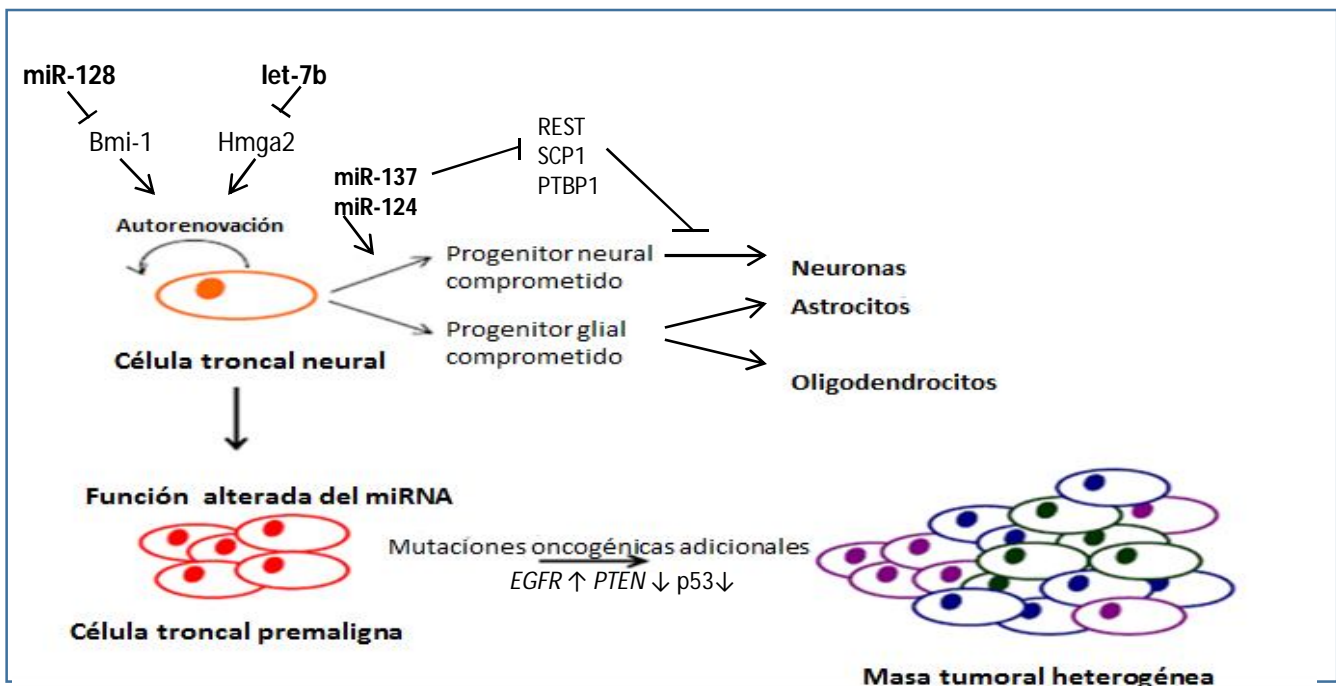 miR-128
let-7b
Bmi-1
Hmga2
REST
SCP1
PTBP1
miR-137
miR-124
Autorenovación
Progenitor neural
comprometido
Neuronas
Astrocitos
Progenitor glial
comprometido
Célula troncal neural
Oligodendrocitos
Función alterada del miRNA
Mutaciones oncogénicas adicionales
EGFR ↑ PTEN ↓ p53↓
Célula troncal premaligna
Masa tumoral heterogénea